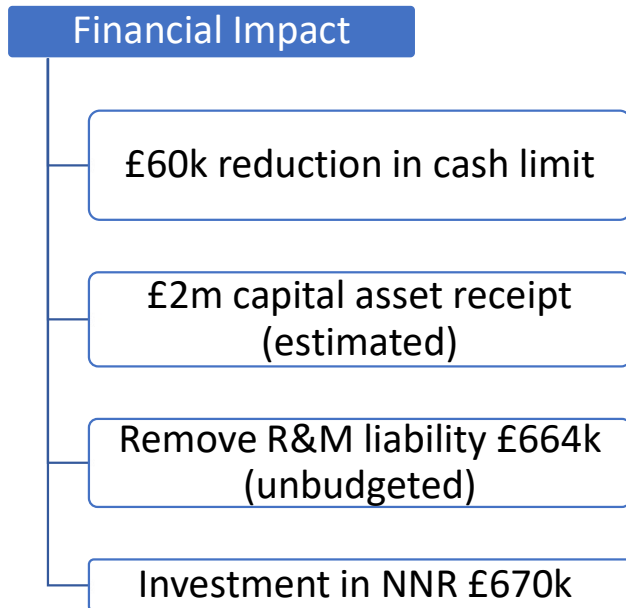 Financial Impact
£60k reduction in cash limit
£2m capital asset receipt
(estimated)
Remove R&M liability £664k
(unbudgeted)
Investment in NNR £670k